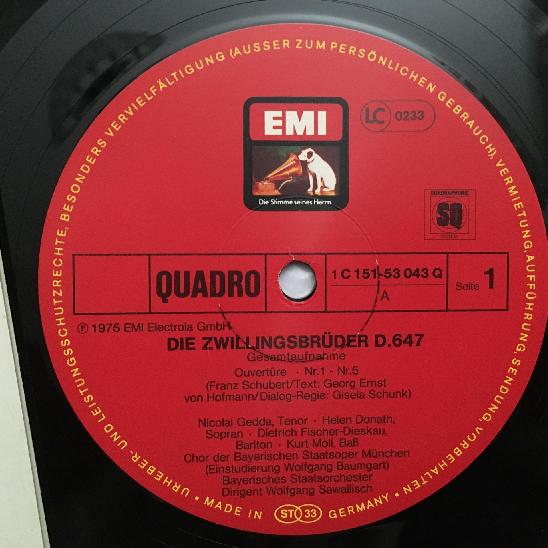 URHEBER- UND LEISTUNGSSCHUTZRECHTE, BESONDERS VERVIELFÄLTIGUNG (AUSSER ZUM PERSÖNLICHEN GEBRAUCH), VERMIETUNG, AUFFÜHRUNG, SENDUNG, VORBEHALTEN ·
EMI
LC 0233
Die Stimme seines Herrn
QUADRAPHONIC
SQ
QUADRO
1 C 151-53 043 Q
A
Seite 1
Ⓟ 1975 EMI Electrola GmbH
DIE ZWILLINGSBRÜDER D.647
Gesamtaufnahme
Ouvertüre · Nr.1 - Nr.5
(Franz Schubert/Text: Georg Ernst
von Hofmann/Dialog-Regie: Gisela Schunk)
Nicolai Gedda, Tenor · Helen Donath,
Sopran · Dietrich Fischer-Dieskau,
Bariton · Kurt Moll, Baß
Chor der Bayerischen Staatsoper München
(Einstudierung Wolfgang Baumgart)
Bayerisches Staatsorchester
Dirigent Wolfgang Sawallisch
· MADE IN ST 33 GERMANY ·